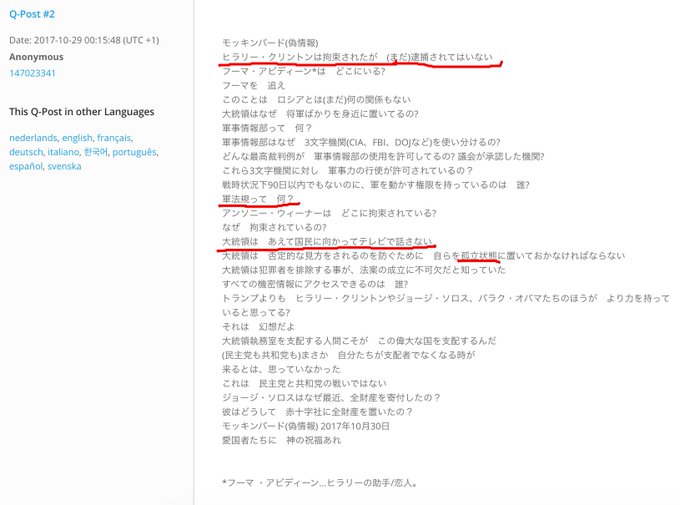 Q-Post #2
Date: 2017-10-29 00:15:48 (UTC +1)
Anonymous
147023341
This Q-Post in other Languages
nederlands, english, français,
deutsch, italiano, 한국어, português,
español, svenska
モッキンバード(偽情報)
ヒラリー・クリントンは拘束されたが　(まだ)逮捕されてはいない
フーマ・アビディーン*は　どこにいる?
フーマを　追え
このことは　ロシアとは(まだ)何の関係もない
大統領はなぜ　将軍ばかりを身近に置いてるの?
軍事情報部って　何？
軍事情報部はなぜ　3文字機関(CIA、FBI、DOJなど)を使い分けるの?
どんな最高裁判例が　軍事情報部の使用を許可してるの? 議会が承認した機関?
これら3文字機関に対し　軍事力の行使が許可されているの？
戦時状況下90日以内でもないのに、軍を動かす権限を持っているのは　誰?
軍法規って　何？
アンソニー・ウィーナーは　どこに拘束されている?
なぜ　拘束されているの?
大統領は　あえて国民に向かってテレビで話さない
大統領は　否定的な見方をされるのを防ぐために　自らを孤立状態に置いておかなければならない
大統領は犯罪者を排除する事が、法案の成立に不可欠だと知っていた
すべての機密情報にアクセスできるのは　誰?
トランプよりも　ヒラリー・クリントンやジョージ・ソロス、バラク・オバマたちのほうが　より力を持って
いると思ってる?
それは　幻想だよ
大統領執務室を支配する人間こそが　この偉大な国を支配するんだ
(民主党も共和党も)まさか　自分たちが支配者でなくなる時が
来るとは、思っていなかった
これは　民主党と共和党の戦いではない
ジョージ・ソロスはなぜ最近、全財産を寄付したの？
彼はどうして　赤十字社に全財産を置いたの？
モッキンバード(偽情報) 2017年10月30日
愛国者たちに　神の祝福あれ
*フーマ ・アビディーン…ヒラリーの助手/恋人。